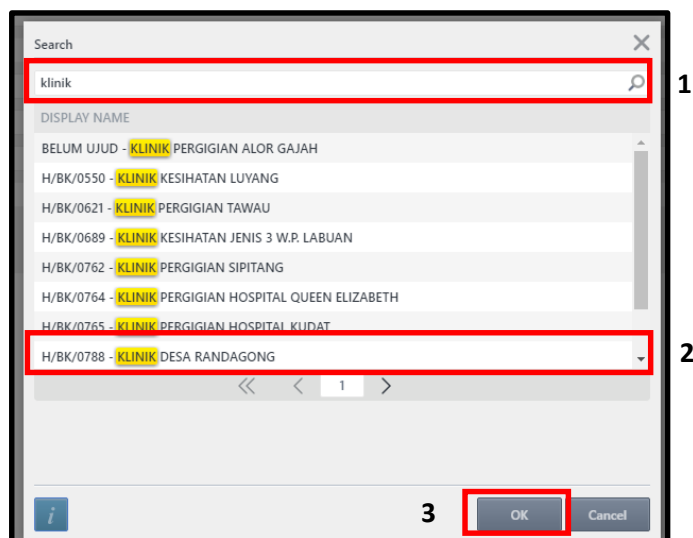 Search
klinik
1
DISPLAY NAME
BELUM UJUD - KLINIK PERGIGIAN ALOR GAJAH
H/BK/0550 - KLINIK KESIHATAN LUYANG
H/BK/0621 - KLINIK PERGIGIAN TAWAU
H/BK/0689 - KLINIK KESIHATAN JENIS 3 W.P. LABUAN
H/BK/0762 - KLINIK PERGIGIAN SIPITANG
H/BK/0764 - KLINIK PERGIGIAN HOSPITAL QUEEN ELIZABETH
H/BK/0765 - KLINIK PERGIGIAN HOSPITAL KUDAT
H/BK/0788 - KLINIK DESA RANDAGONG
2
1
i
3
OK
Cancel